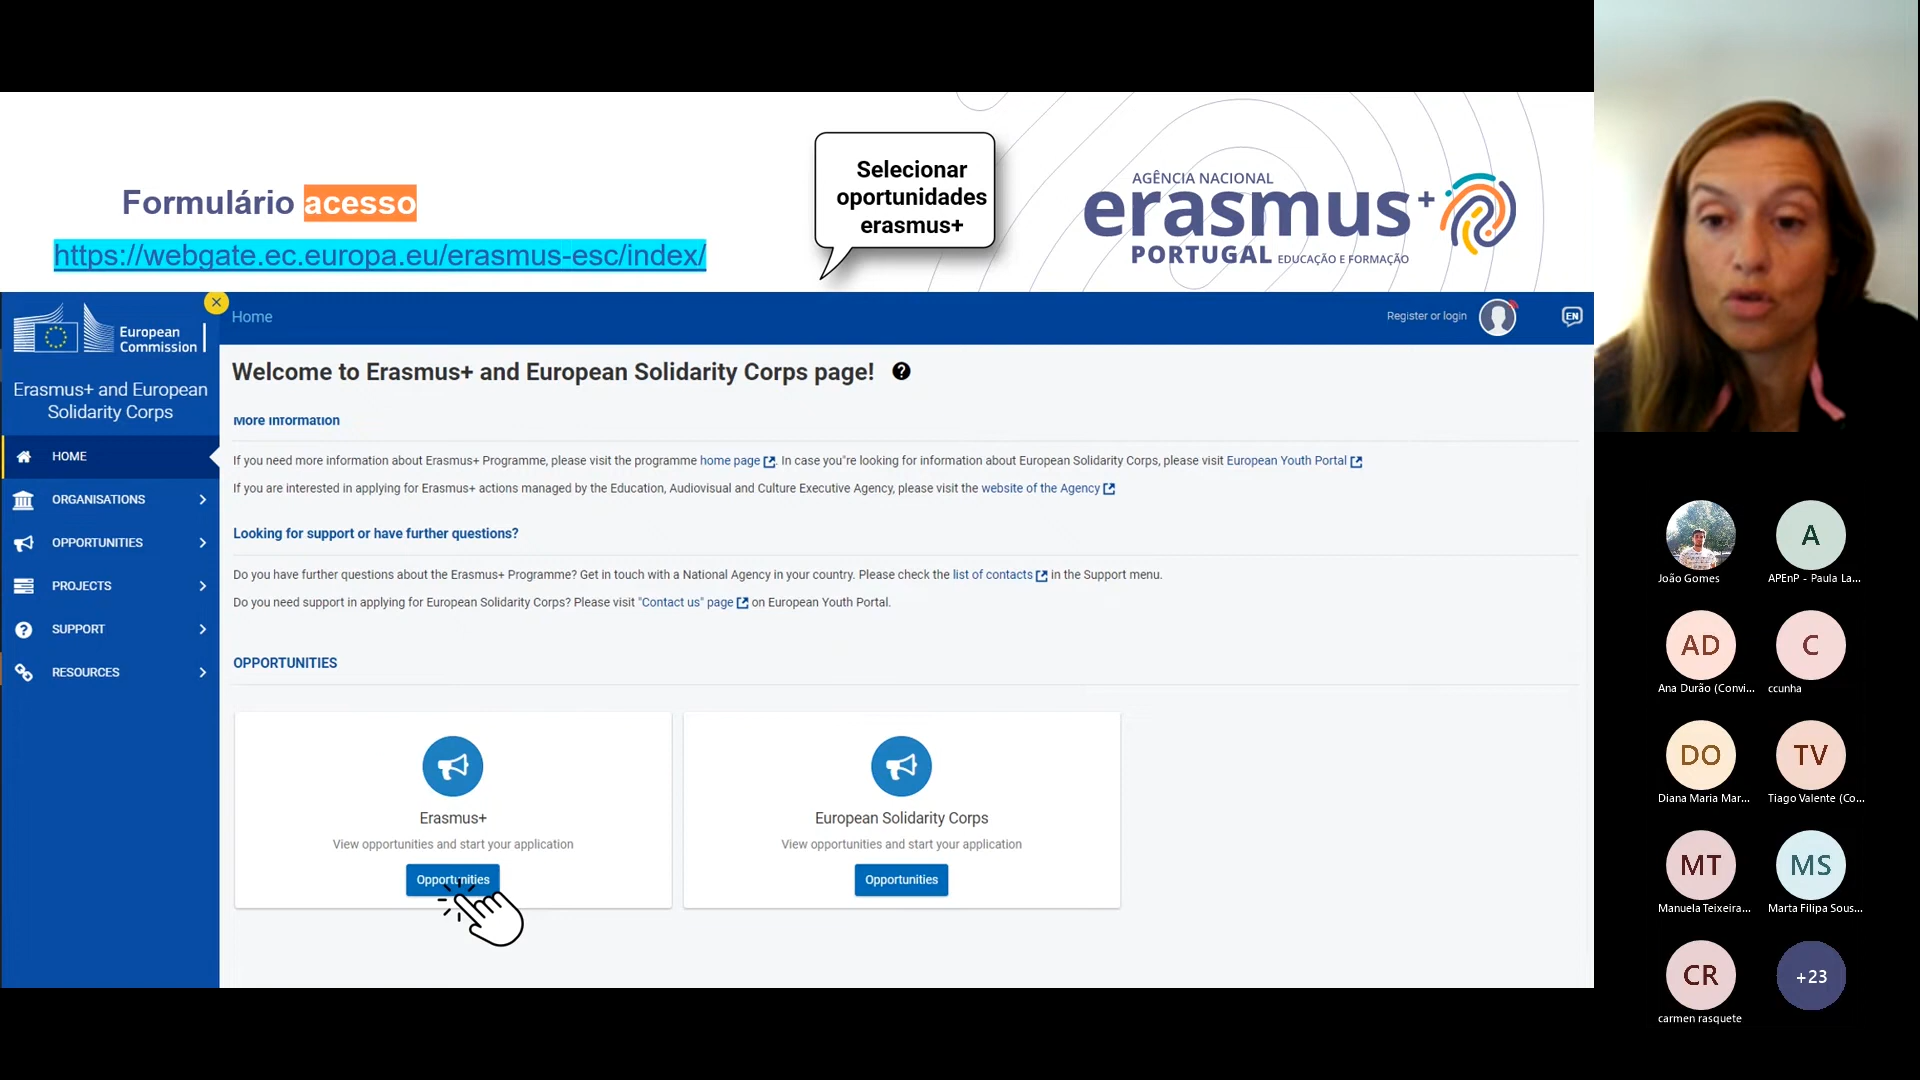 Formulário acesso
https://webgate.ec.europa.eu/erasmus-esc/index/
Selecionar
oportunidades
erasmus+
AGÊNCIA NACIONAL
erasmus+
PORTUGAL EDUCAÇÃO E FORMAÇÃO
European
Commission
Erasmus+ and European
Solidarity Corps
HOME
ORGANISATIONS
OPPORTUNITIES
PROJECTS
SUPPORT
RESOURCES
Home
Register or login
EN
Welcome to Erasmus+ and European Solidarity Corps page!
More Information
If you need more information about Erasmus+ Programme, please visit the programme home page. In case you"re looking for information about European Solidarity Corps, please visit European Youth Portal
If you are interested in applying for Erasmus+ actions managed by the Education, Audiovisual and Culture Executive Agency, please visit the website of the Agency
Looking for support or have further questions?
Do you have further questions about the Erasmus+ Programme? Get in touch with a National Agency in your country. Please check the list of contacts in the Support menu.
Do you need support in applying for European Solidarity Corps? Please visit "Contact us" page on European Youth Portal.
OPPORTUNITIES
Erasmus+
View opportunities and start your application
Opportunities
European Solidarity Corps
View opportunities and start your application
Opportunities
João Gomes
A
APEnP - Paula La...
AD
Ana Durão (Convi...
C
ccunha
DO
Diana Maria Mar...
TV
Tiago Valente (Co...
MT
Manuela Teixeira...
MS
Marta Filipa Sous...
CR
carmen rasquete
+23